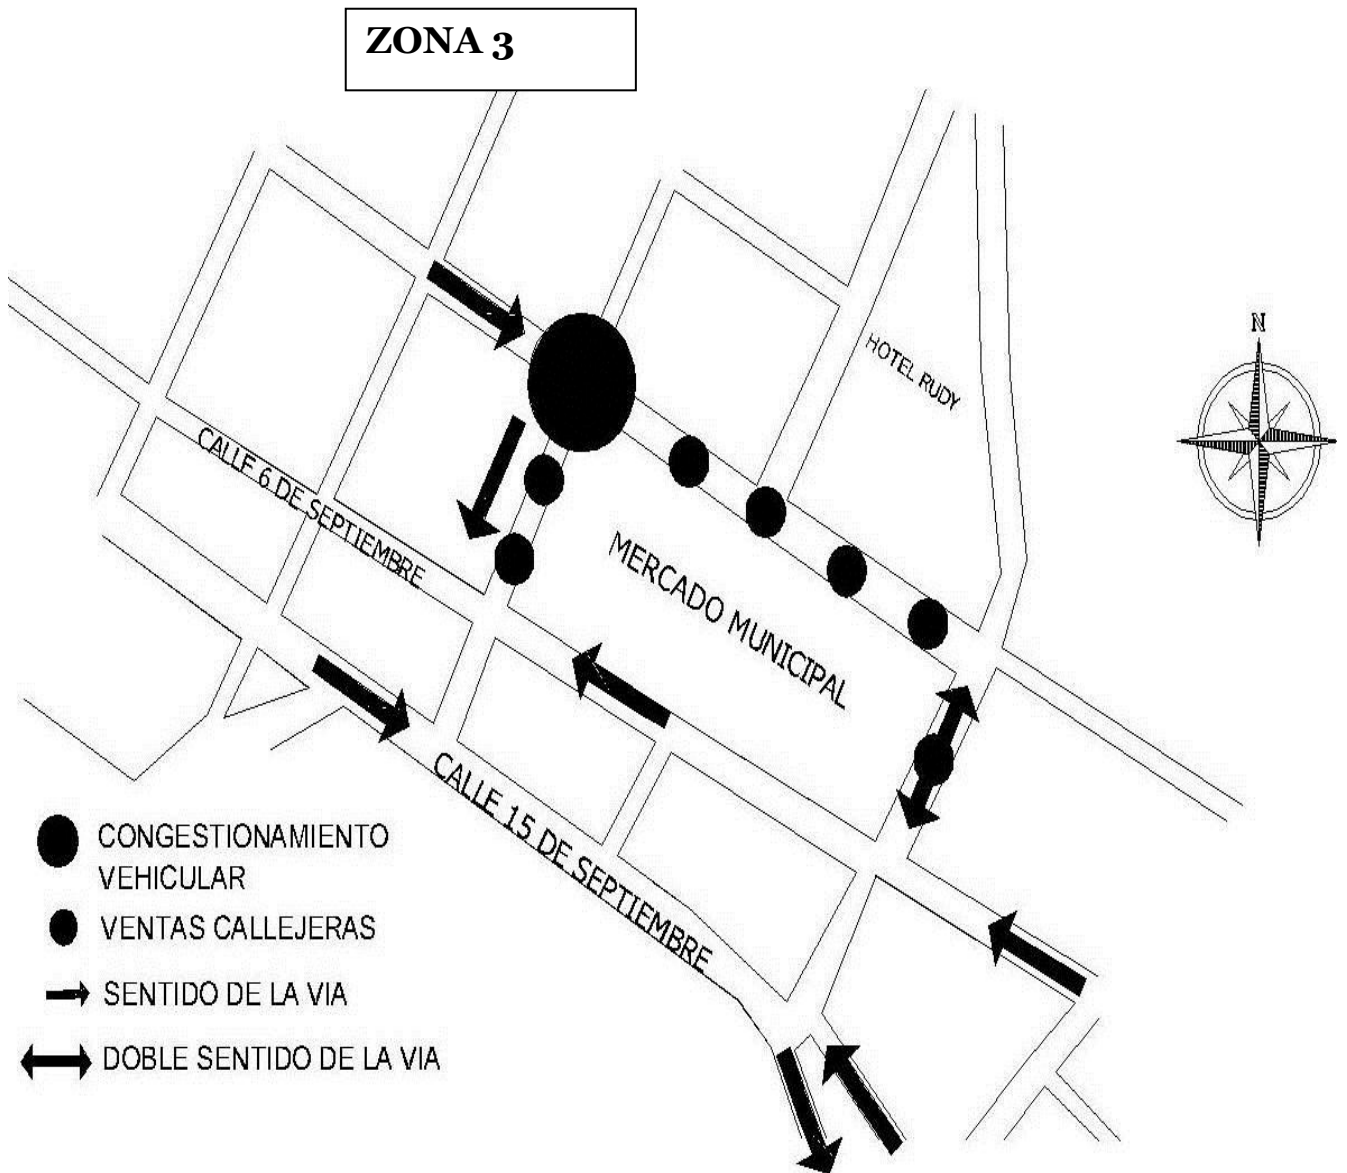 ZONA 3
N
HOTEL RUDY
CALLE 6 DE SEPTIEMBRE
MERCADO MUNICIPAL
CALLE 15 DE SEPTIEMBRE
CONGESTIONAMIENTO
VEHICULAR
VENTAS CALLEJERAS
SENTIDO DE LA VIA
DOBLE SENTIDO DE LA VIA